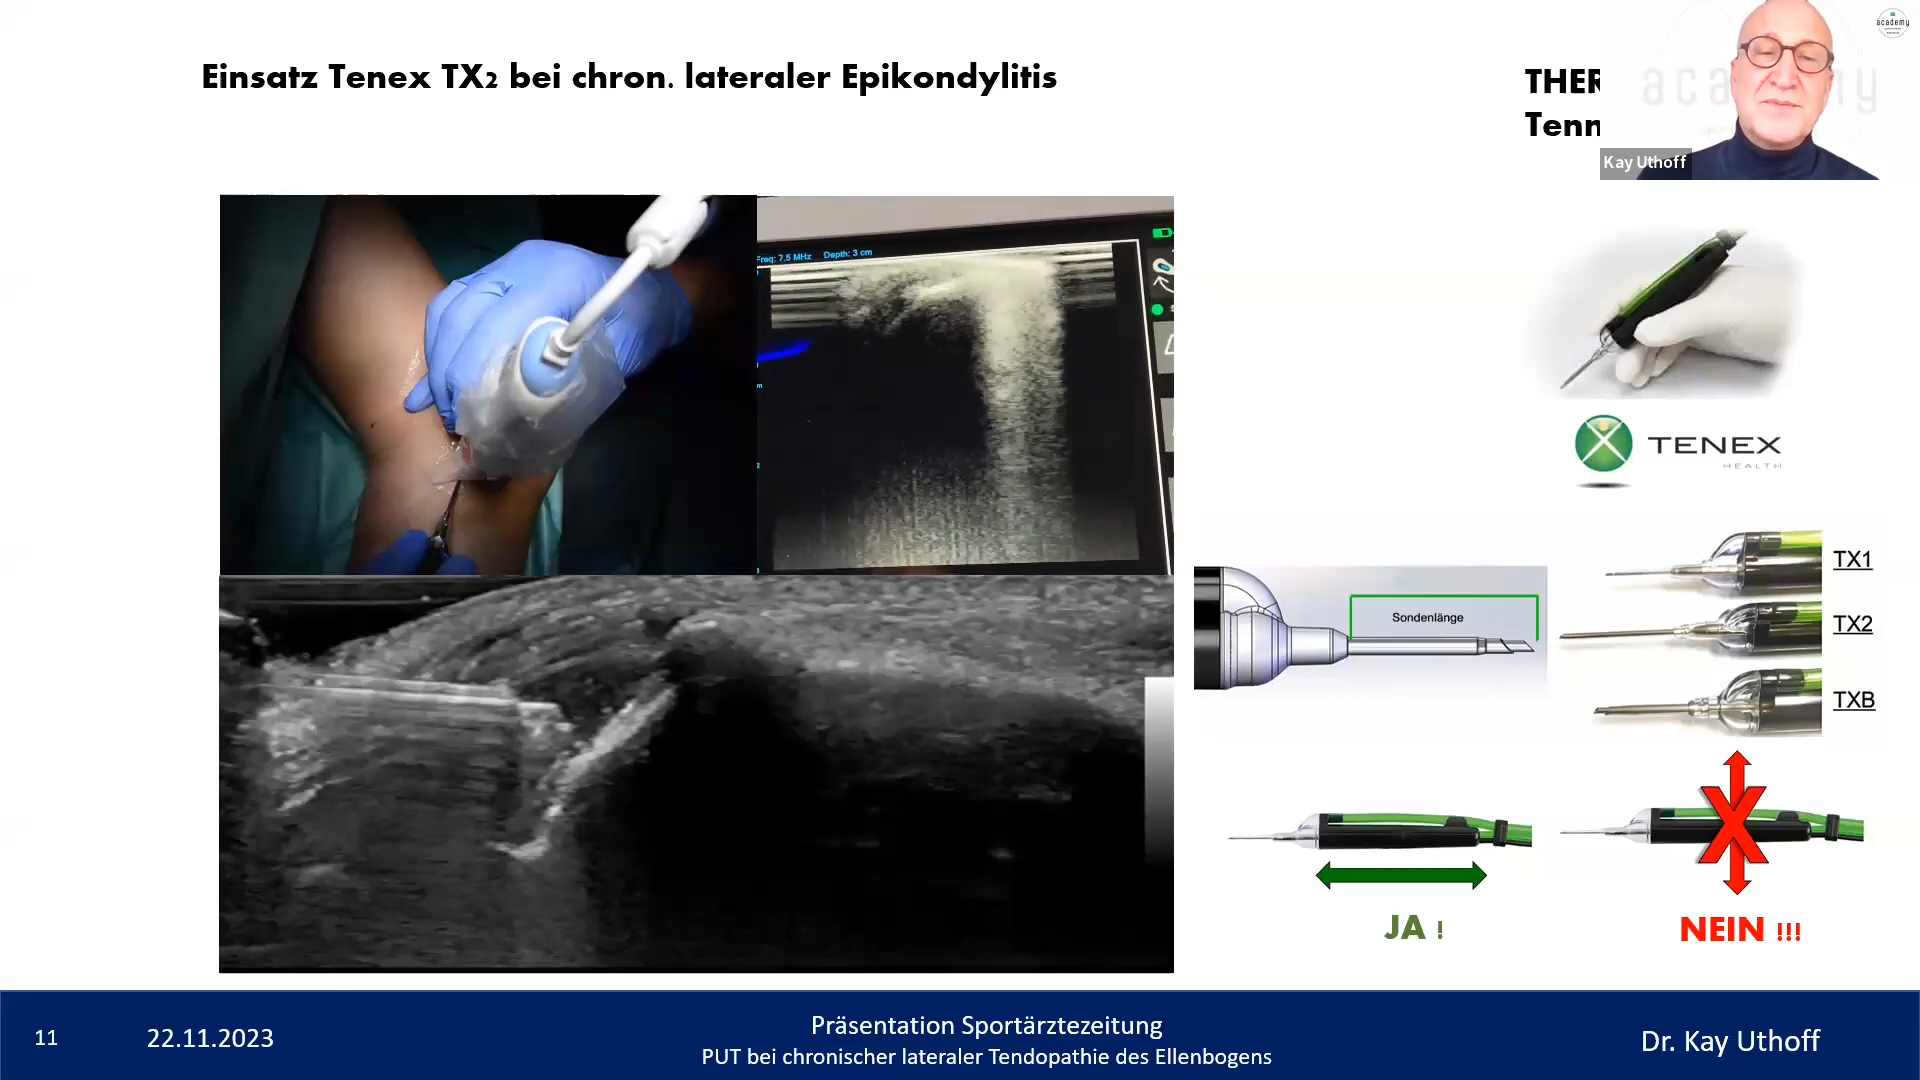 Einsatz Tenex TX2 bei chron. lateraler Epikondylitis
THER
Tenn
academy
Kay Uthoff
academy
Freq: 7.5 MHz Depth: 3 cm
TENEX
HEALTH
Sondenlänge
TX1
TX2
TXB
JA !
NEIN !!!
11
22.11.2023
Präsentation Sportärztezeitung
PUT bei chronischer lateraler Tendopathie des Ellenbogens
Dr. Kay Uthoff